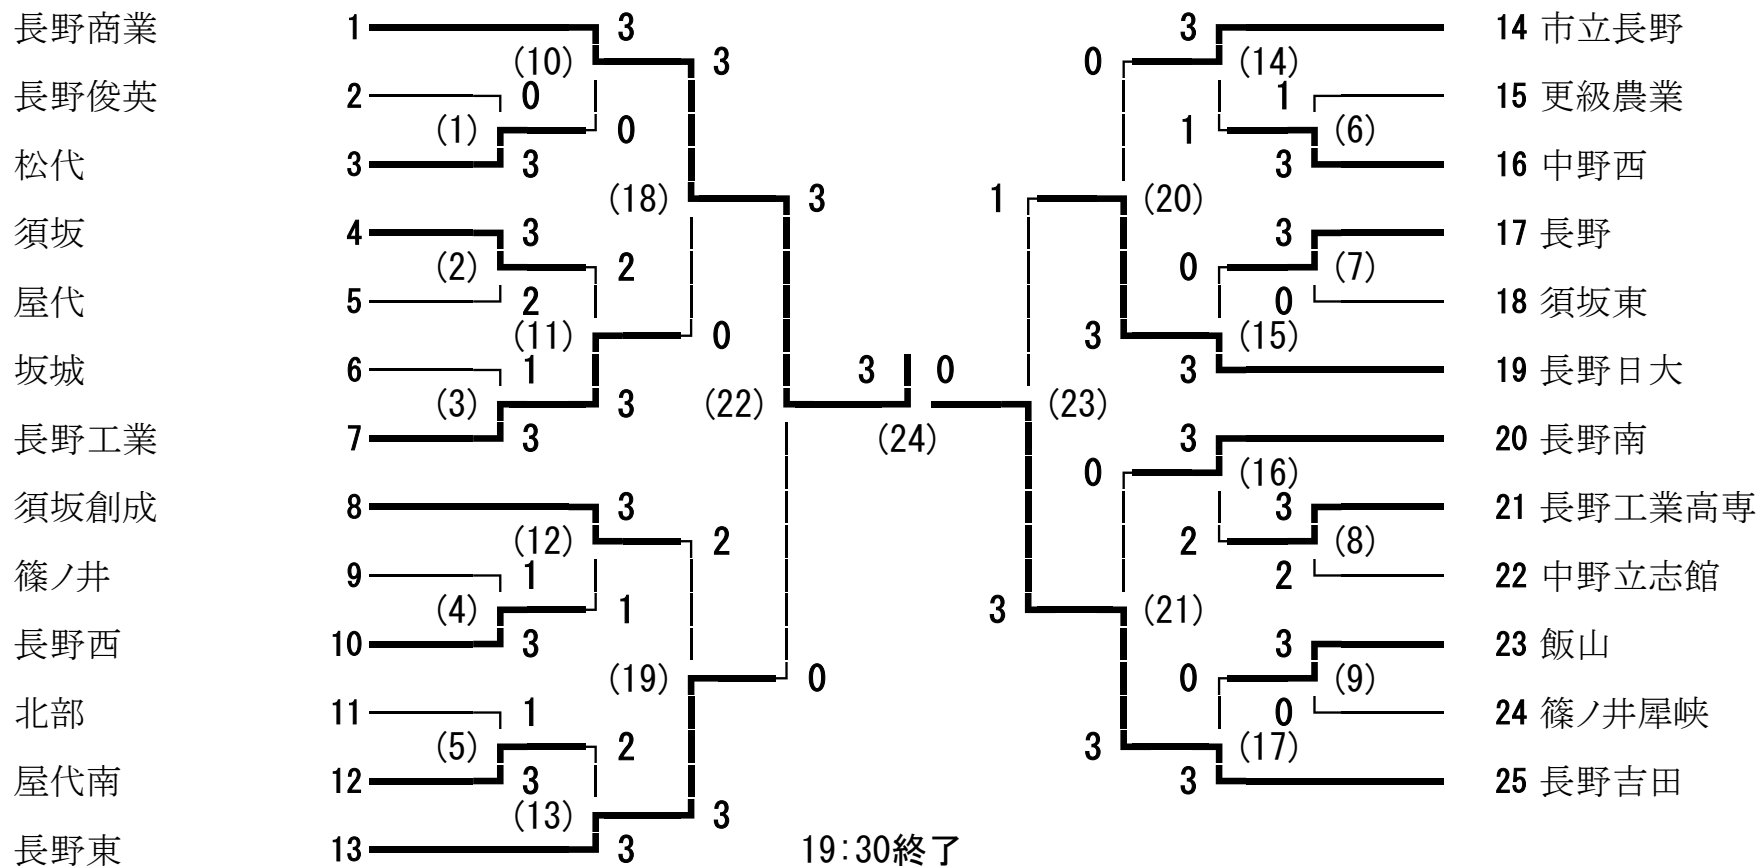 長野商業 1 3 3 14 市立長野
(10) 3 0 (14)
長野俊英 2 0 1 15 更級農業
(1) 0 1 (6)
松代 3 3 3 16 中野西
(18) 3 1 (20)
須坂 4 3 3 17 長野
(2) 2 0 (7)
屋代 5 2 0 18 須坂東
(11) 0 3 (15)
坂城 6 1 3 0 3 19 長野日大
(3) 3 (22) (23)
長野工業 7 3 (24) 3 20 長野南
0 (16)
須坂創成 8 3 3 21 長野工業高専
(12) 2 2 (8)
篠ノ井 9 1 2 22 中野立志館
(4) 1 3 (21)
長野西 10 3 3 23 飯山
(19) 0 0 (9)
北部 11 1 0 24 篠ノ井犀峡
(5) 2 3 (17)
屋代南 12 3 3 25 長野吉田
(13) 3
長野東 13 3 19:30終了